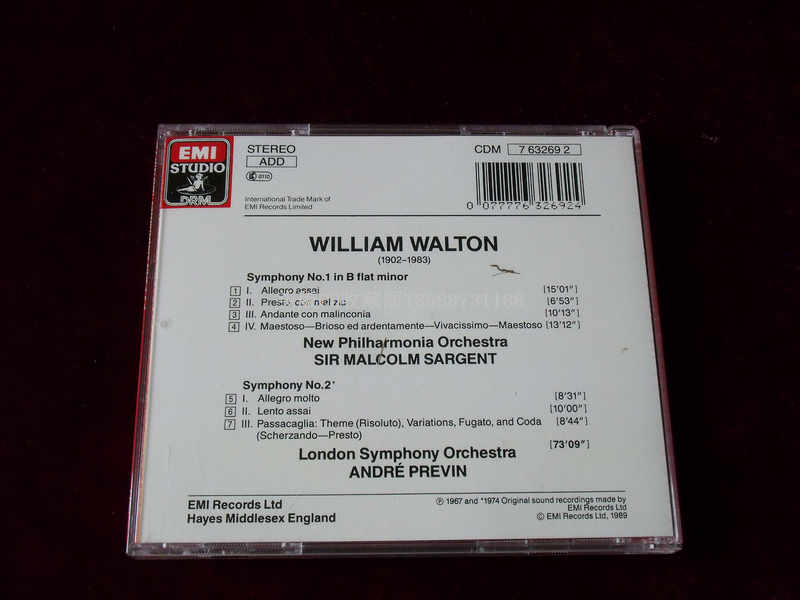 EMI
STUDIO
DRM
STEREO
ADD
0110
International Trade Mark of
EMI Records Limited
CDM 7 63269 2
0 077776 326924
WILLIAM WALTON
(1902–1983)
Symphony No.1 in B flat minor
1 I. Allegro assai [15′01″]
2 II. Presto, con [6′53″]
3 III. Andante con malinconia [10′13″]
4 IV. Maestoso—Brioso ed ardentamente—Vivacissimo—Maestoso [13′12″]
New Philharmonia Orchestra
SIR MALCOLM SARGENT
Symphony No.2*
5 I. Allegro molto [8′31″]
6 II. Lento assai [10′00″]
7 III. Passacaglia: Theme (Risoluto), Variations, Fugato, and Coda [8′44″]
(Scherzando—Presto)
[73′09″]
London Symphony Orchestra
ANDRÉ PREVIN
EMI Records Ltd
Hayes Middlesex England
℗ 1967 and *1974 Original sound recordings made by
EMI Records Ltd
© EMI Records Ltd, 1989